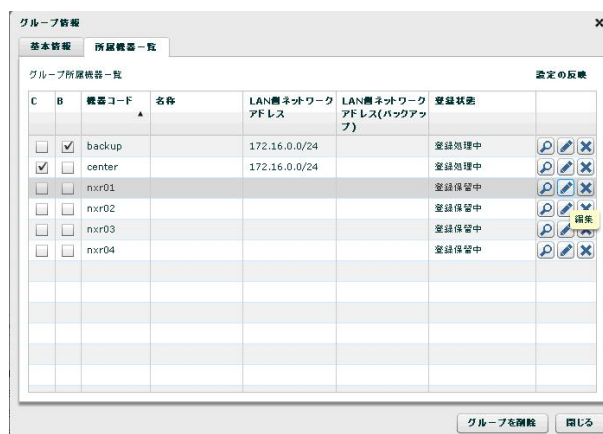 グループ情報
基本情報 所属機器一覧
グループ所属機器一覧 設定の反映
C B 機器コード 名称 LAN側ネットワークアドレス LAN側ネットワークアドレス(バックアップ) 登録状態
backup 172.16.0.0/24 登録処理中
center 172.16.0.0/24 登録処理中
nxr01 登録保留中
nxr02 登録保留中
編集
nxr03 登録保留中
nxr04 登録保留中
グループを削除 閉じる